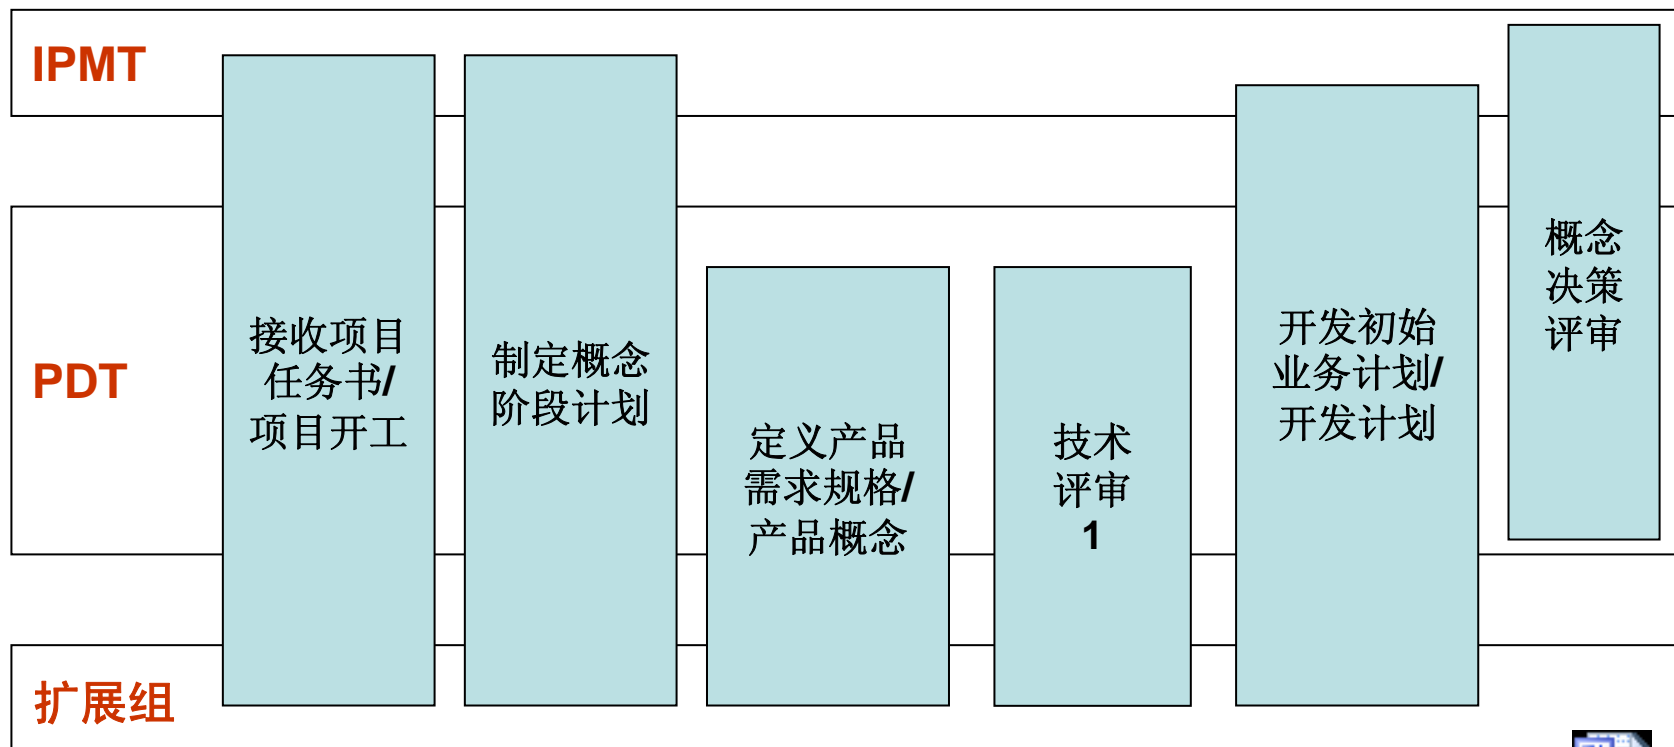 IPMT
PDT
扩展组
接收项目
任务书/
项目开工
制定概念
阶段计划
定义产品
需求规格/
产品概念
技术
评审
1
开发初始
业务计划/
开发计划
概念
决策
评审